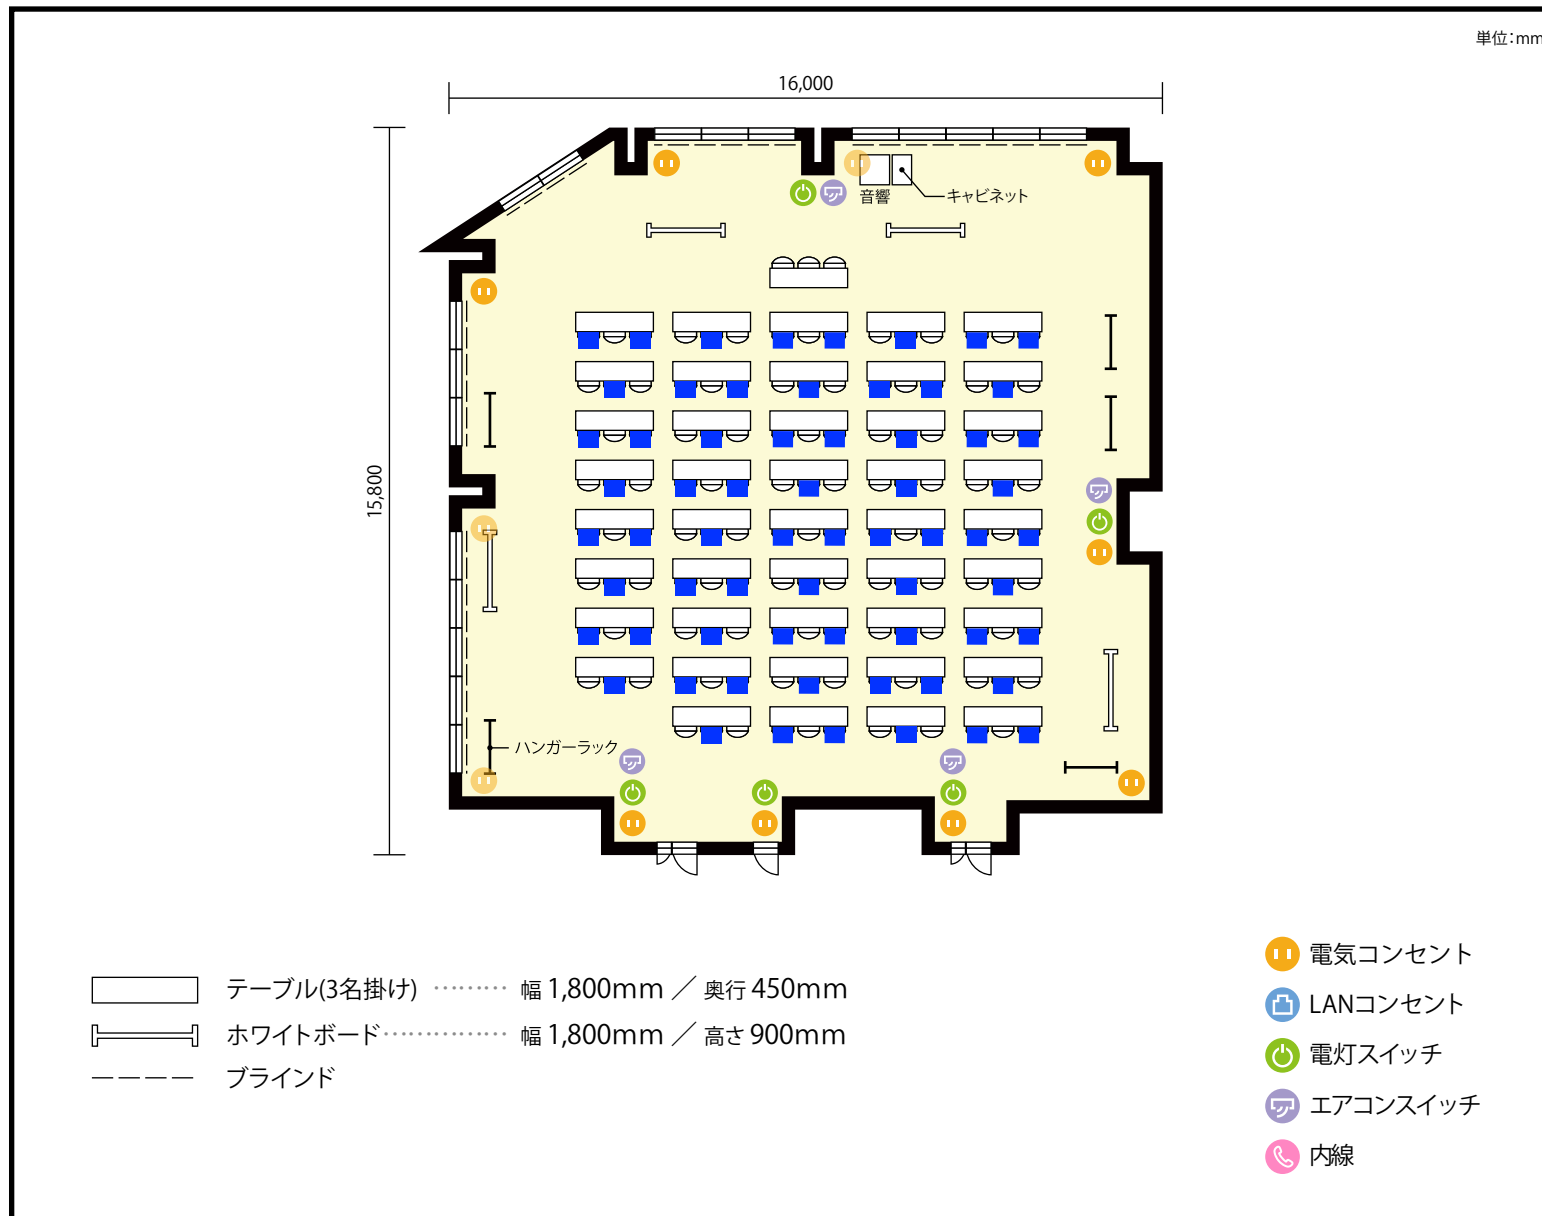 単位:mm
16,000
音響
キャビネット
15,800
ハンガーラック
テーブル(3名掛け) ········· 幅 1,800mm ／ 奥行 450mm
ホワイトボード··············· 幅 1,800mm ／ 高さ 900mm
ブラインド
電気コンセント
LANコンセント
電灯スイッチ
エアコンスイッチ
内線